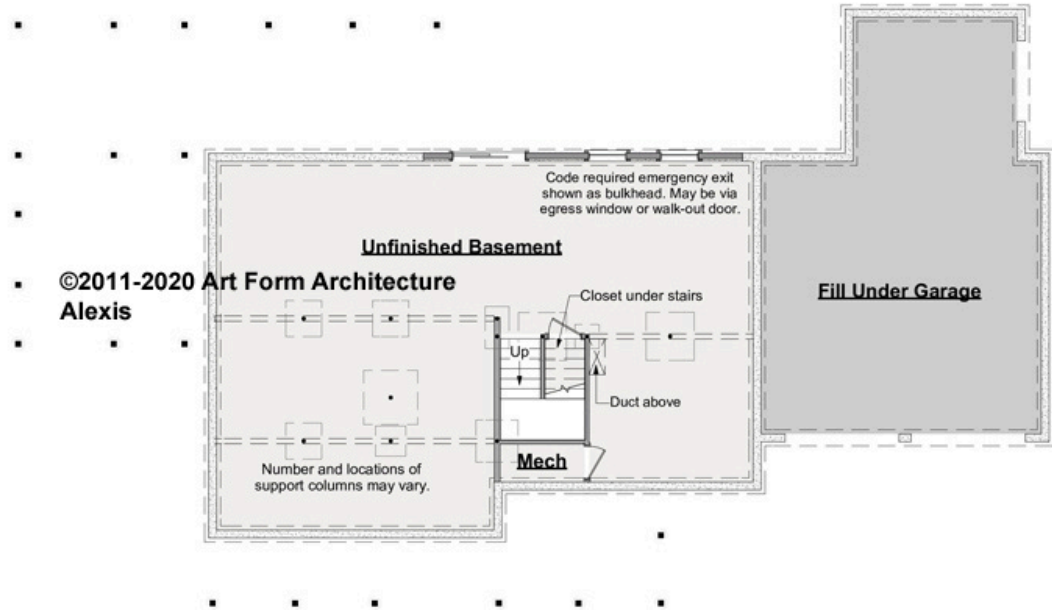 Code required emergency exit
shown as bulkhead. May be via
egress window or walk-out door.
Unfinished Basement
©2011-2020 Art Form Architecture
Alexis
Fill Under Garage
Closet under stairs
Up
Duct above
Mech
Number and locations of
support columns may vary.